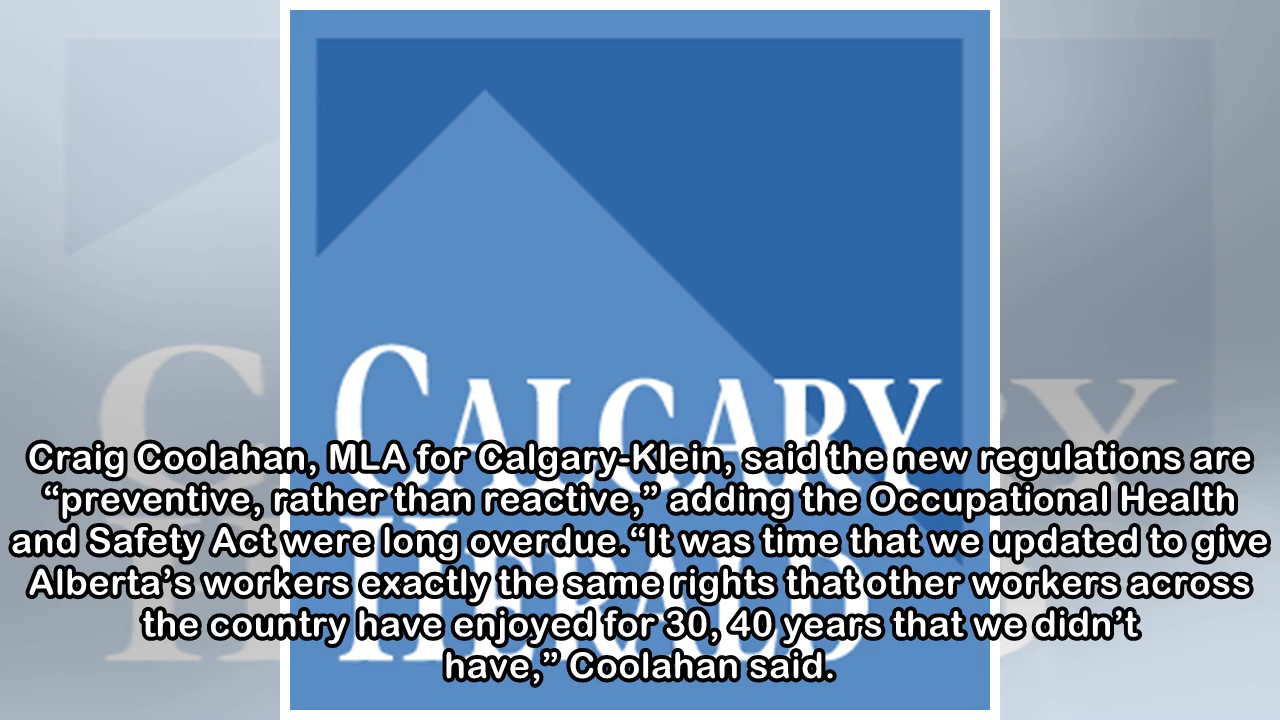 CALGARY
HERALD
Craig Coolahan, MLA for Calgary-Klein, said the new regulations are
“preventive, rather than reactive,” adding the Occupational Health
and Safety Act were long overdue.“It was time that we updated to give
Alberta’s workers exactly the same rights that other workers across
the country have enjoyed for 30, 40 years that we didn’t
have,” Coolahan said.